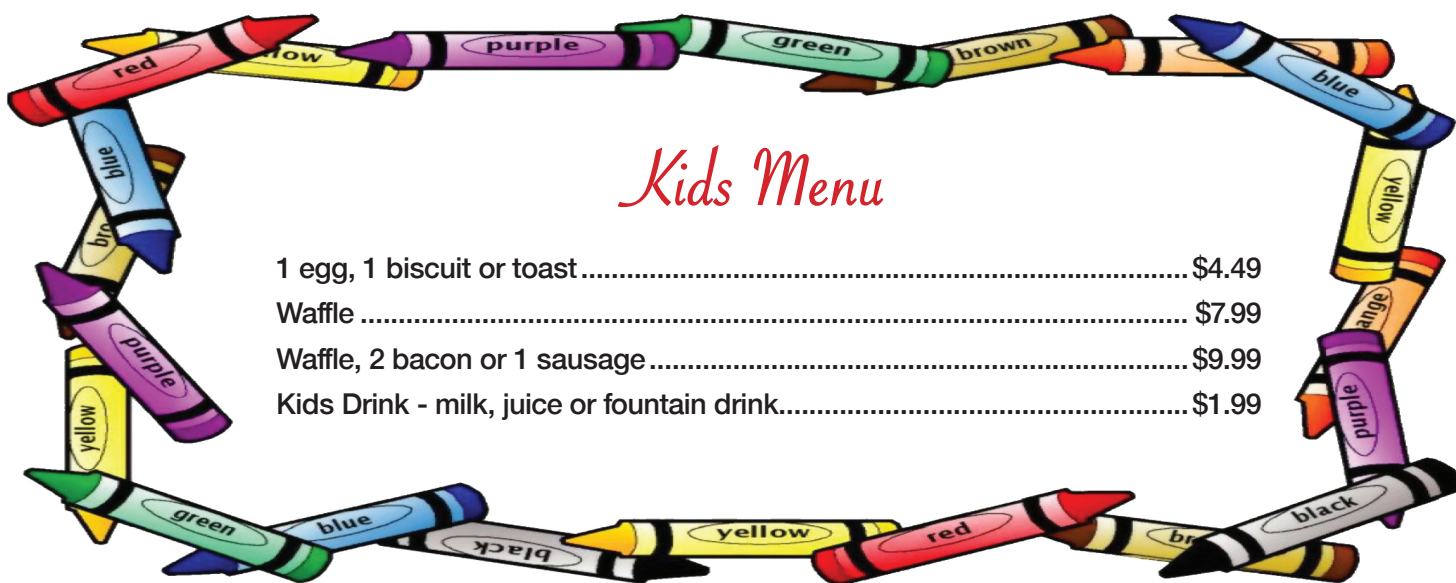 red
yellow
purple
green
brown
blue
Kids Menu
blue
yellow
1 egg, 1 biscuit or toast ................................................................................. $4.49
Waffle ............................................................................................................... $7.99
purple
Waffle, 2 bacon or 1 sausage ........................................................................ $9.99
Kids Drink - milk, juice or fountain drink....................................................... $1.99
purple
yellow
green
blue
black
yellow
red
black